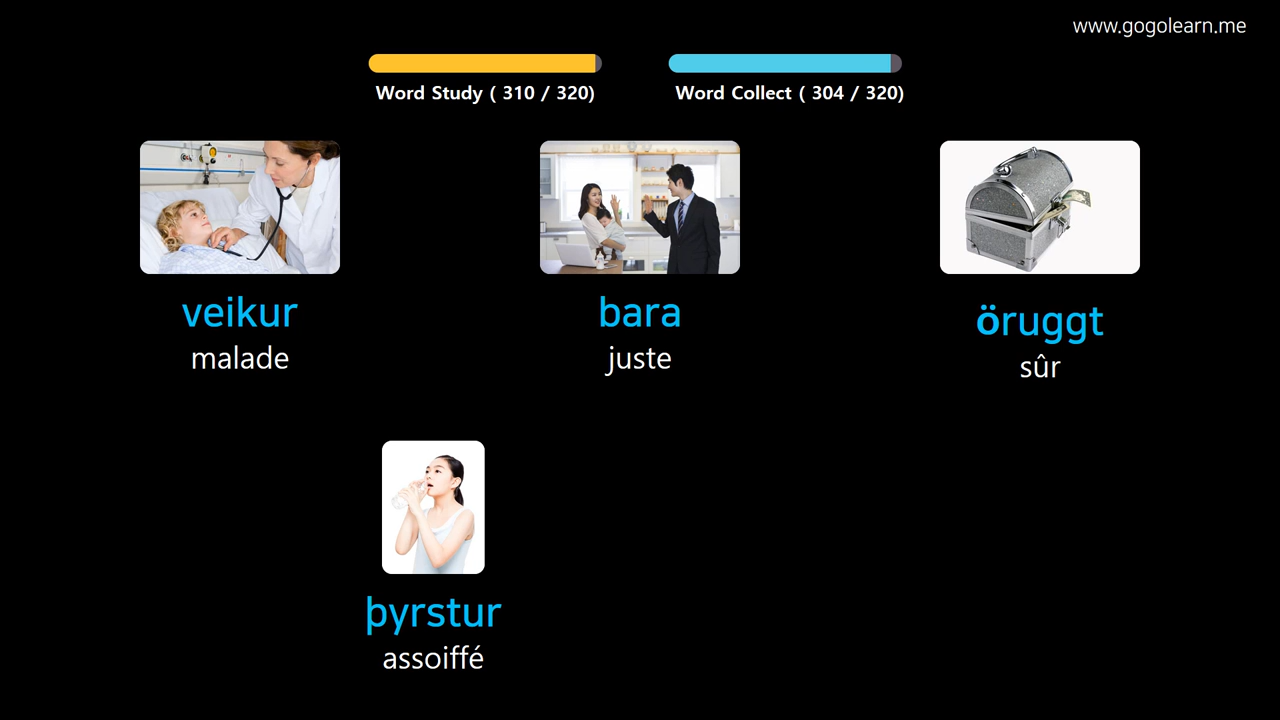 www.gogolearn.me
Word Study ( 310 / 320)
Word Collect ( 304 / 320)
veikur
malade
bara
juste
öruggt
sûr
þyrstur
assoiffé